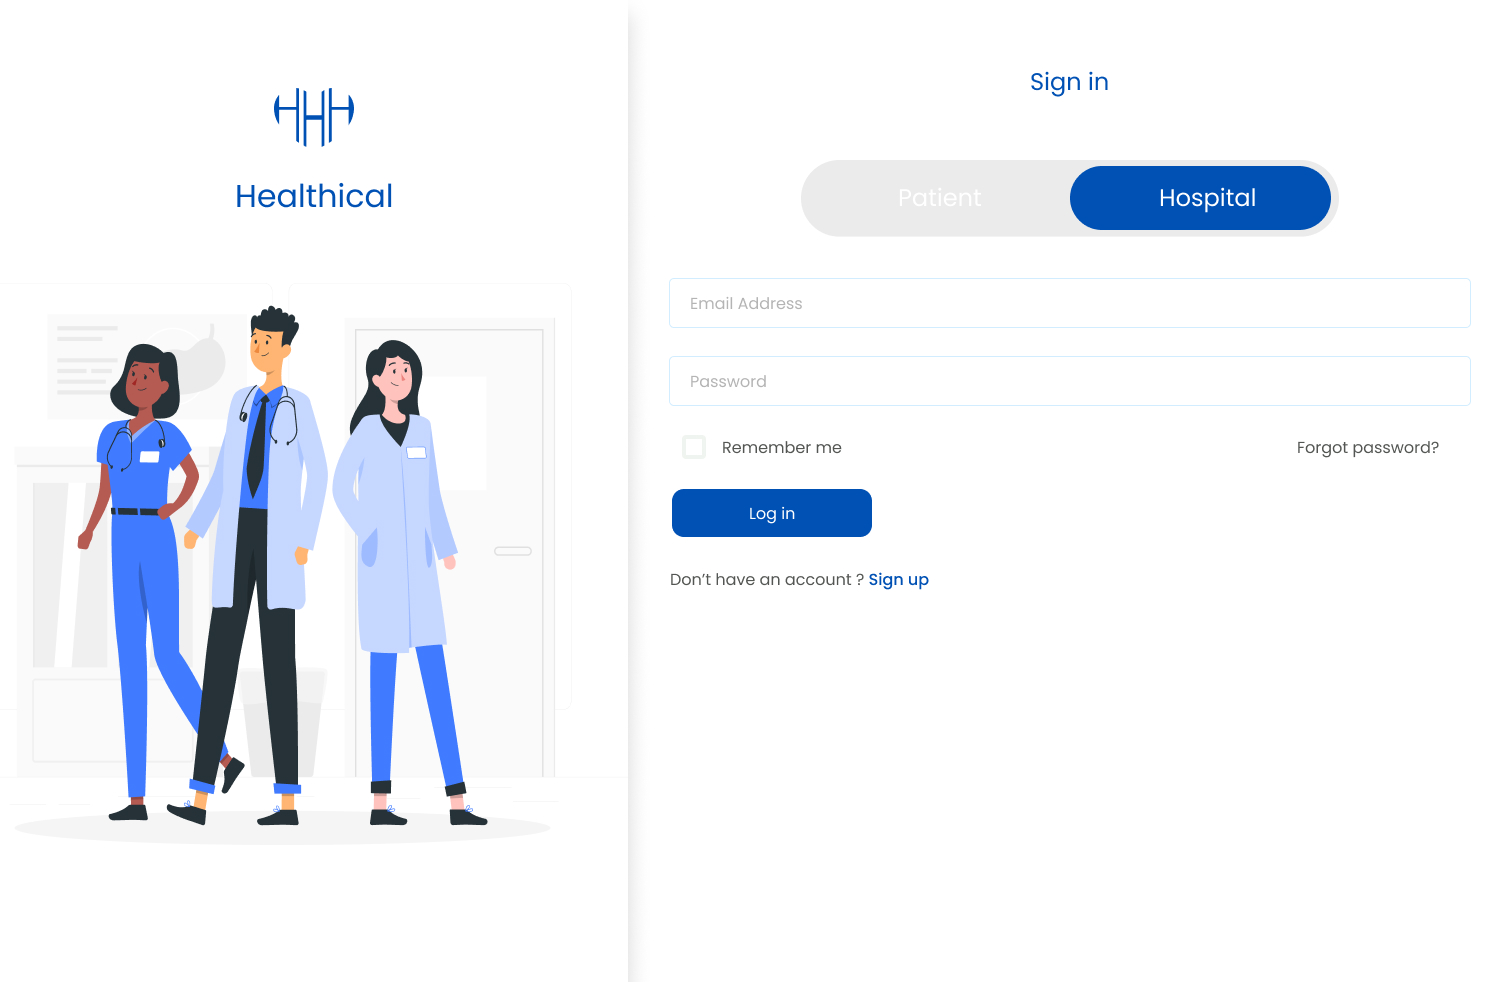 Healthical
Sign in
Patient
Hospital
Email Address
Password
Remember me
Forgot password?
Log in
Don’t have an account ? Sign up